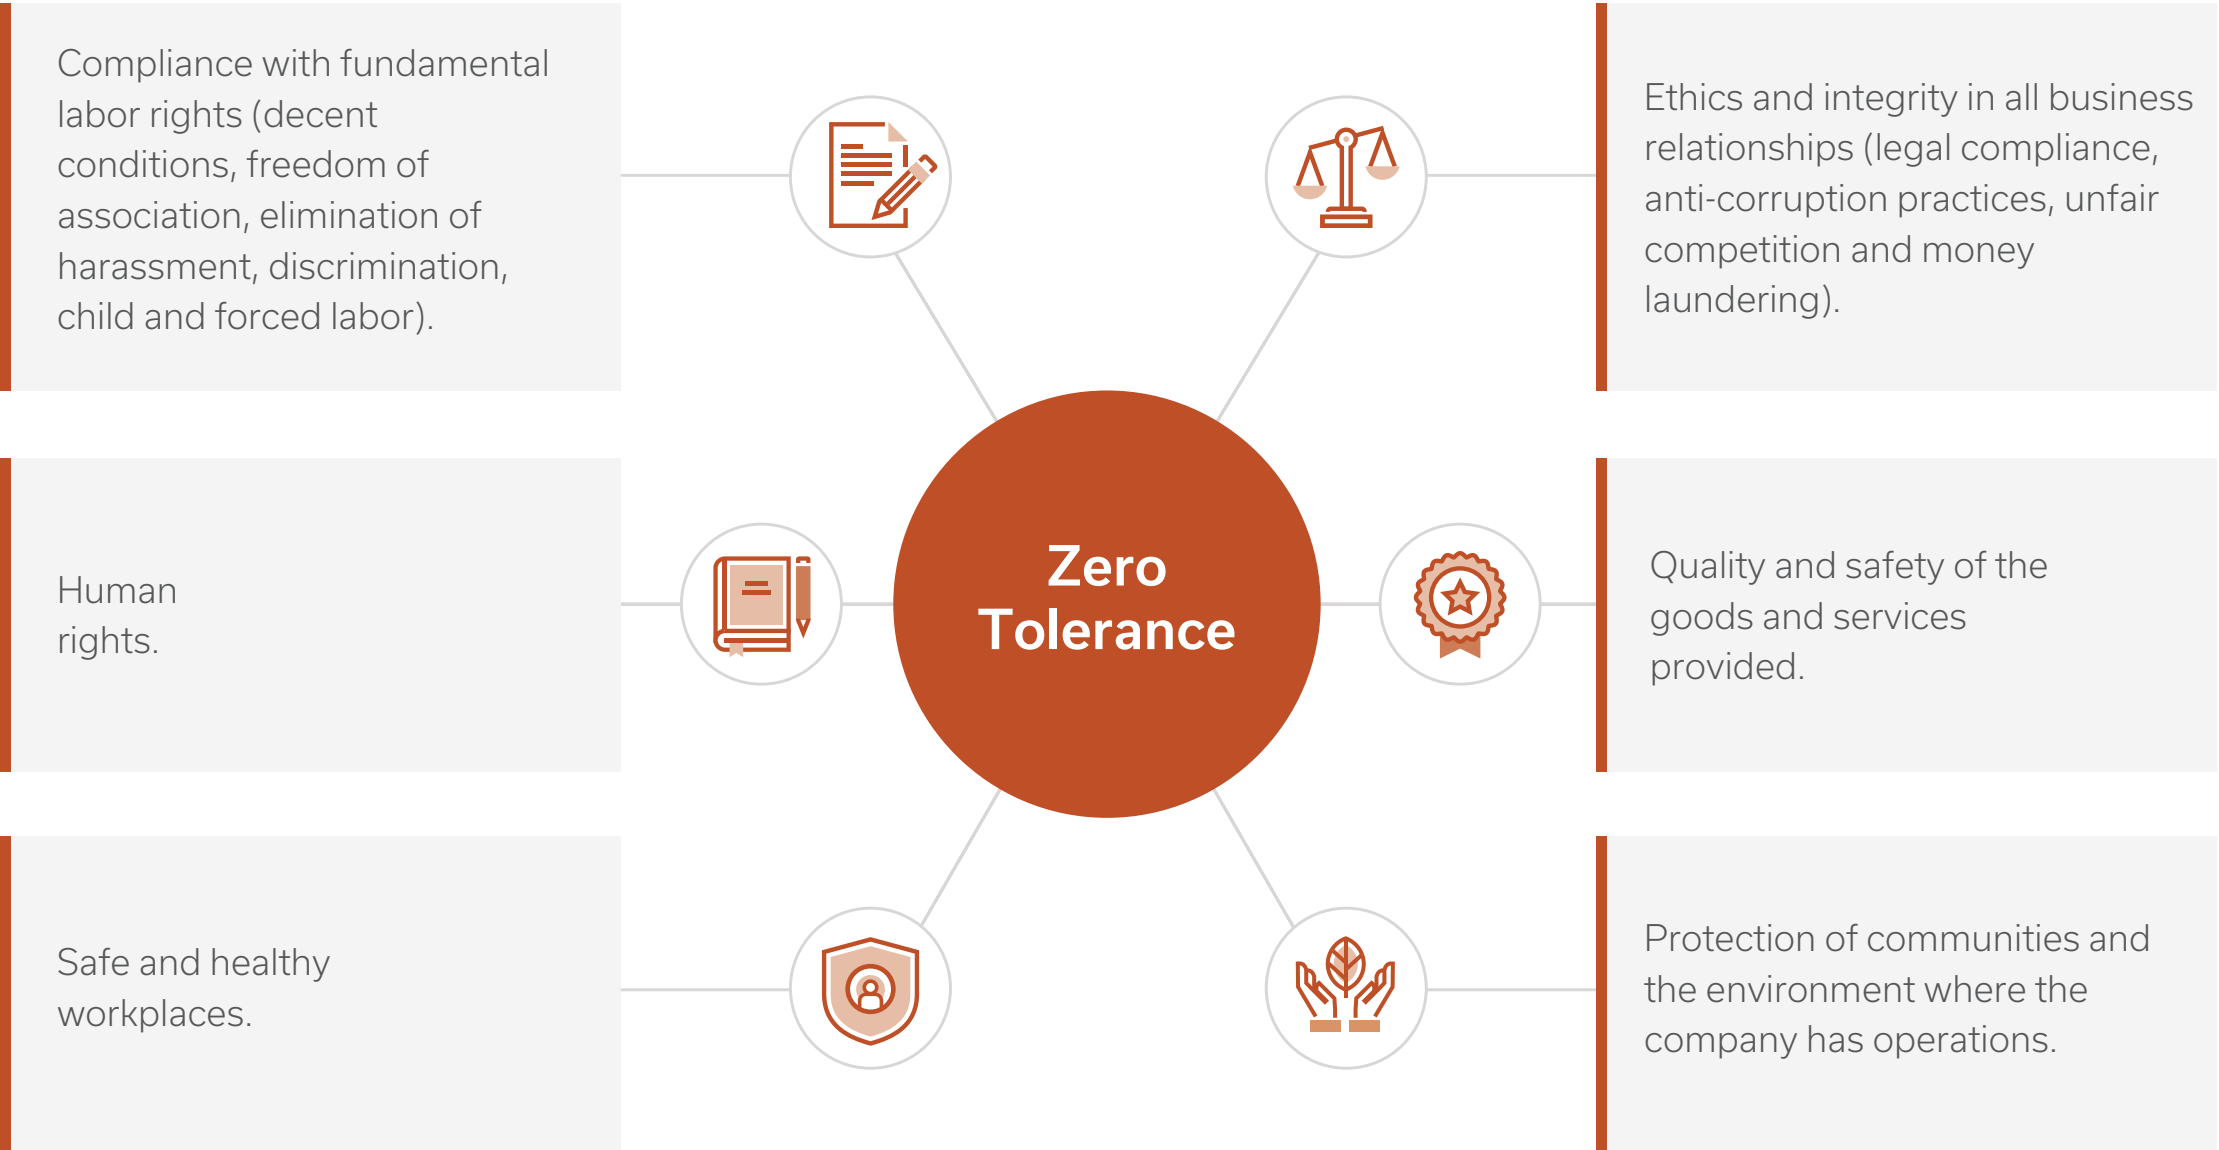 Compliance with fundamental
labor rights (decent
conditions, freedom of
association, elimination of
harassment, discrimination,
child and forced labor).
Human
rights.
Safe and healthy
workplaces.
Zero
Tolerance
Ethics and integrity in all business
relationships (legal compliance,
anti-corruption practices, unfair
competition and money
laundering).
Quality and safety of the
goods and services
provided.
Protection of communities and
the environment where the
company has operations.